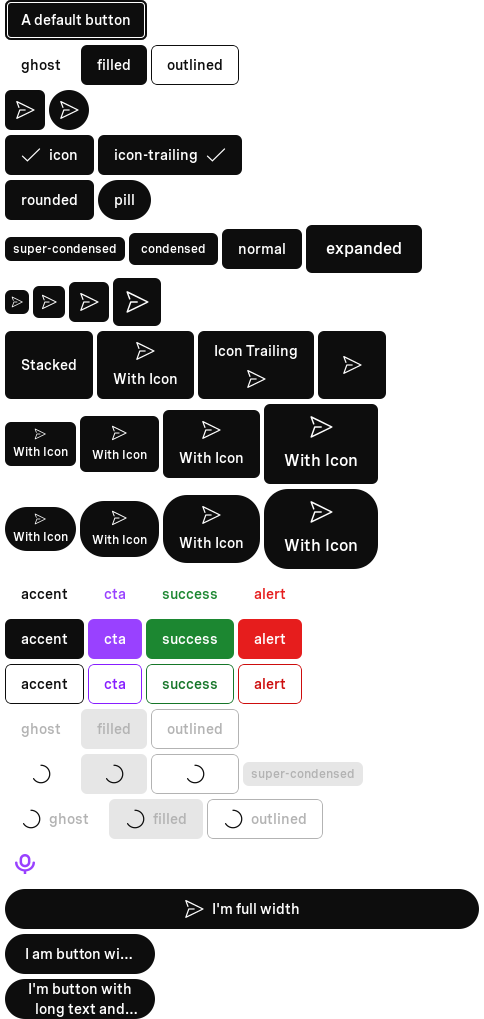 A default button
ghost filled outlined
icon icon-trailing
rounded pill
super-condensed condensed normal expanded
Stacked With Icon Icon Trailing
With Icon With Icon With Icon With Icon
With Icon With Icon With Icon With Icon
accent cta success alert
accent cta success alert
accent cta success alert
ghost filled outlined
super-condensed
ghost filled outlined
I'm full width
I am button wi...
I'm button with
long text and...